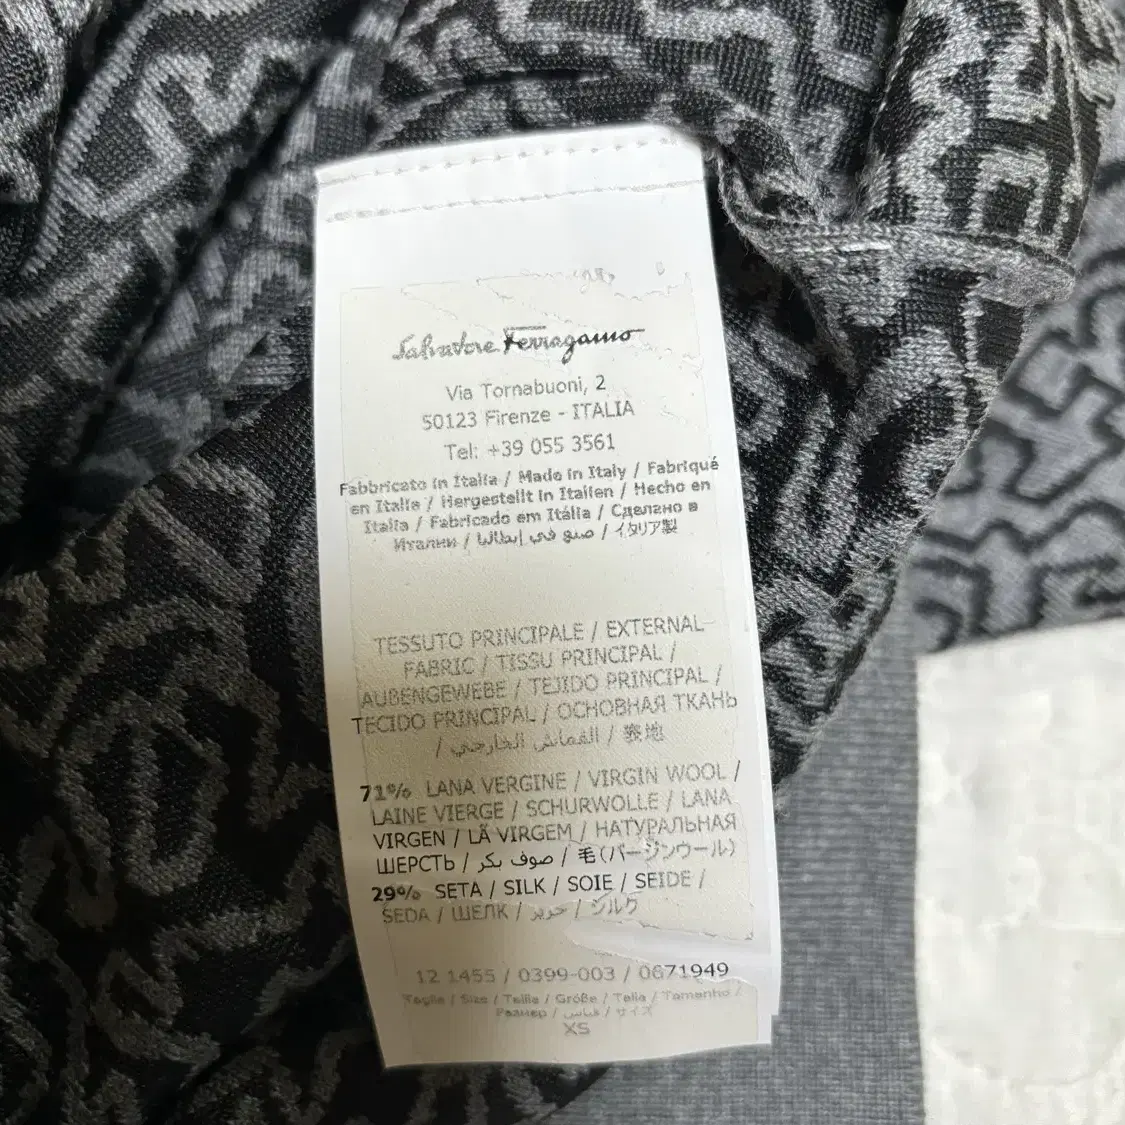 Salvatore Ferragamo
Via Tornabuoni, 2
50123 Firenze - ITALIA
Tel: +39 055 3561
Fabbricato in Italia / Made in Italy / Fabriqué
en Italie / Hergestellt in Italien / Hecho en
Italia / Fabricado em Itália / Сделано в
Италии / صنع في إيطاليا / イタリア製
TESSUTO PRINCIPALE / EXTERNAL
FABRIC / TISSU PRINCIPAL /
AUßENGEWEBE / TEJIDO PRINCIPAL /
TECIDO PRINCIPAL / ОСНОВНАЯ ТКАНЬ
/ القماش الخارجي / 表地
71% LANA VERGINE / VIRGIN WOOL /
LAINE VIERGE / SCHURWOLLE / LANA
VIRGEN / LÃ VIRGEM / НАТУРАЛЬНАЯ
ШЕРСТЬ / صوف بكر / 毛(バージンウール)
29% SETA / SILK / SOIE / SEIDE /
SEDA / ШЕЛК / حرير / シルク
12 1455 / 0399-003 / 0671949
Taglia / Size / Taille / Größe / Talla / Tamanho /
Размер / قياس / サイズ
XS